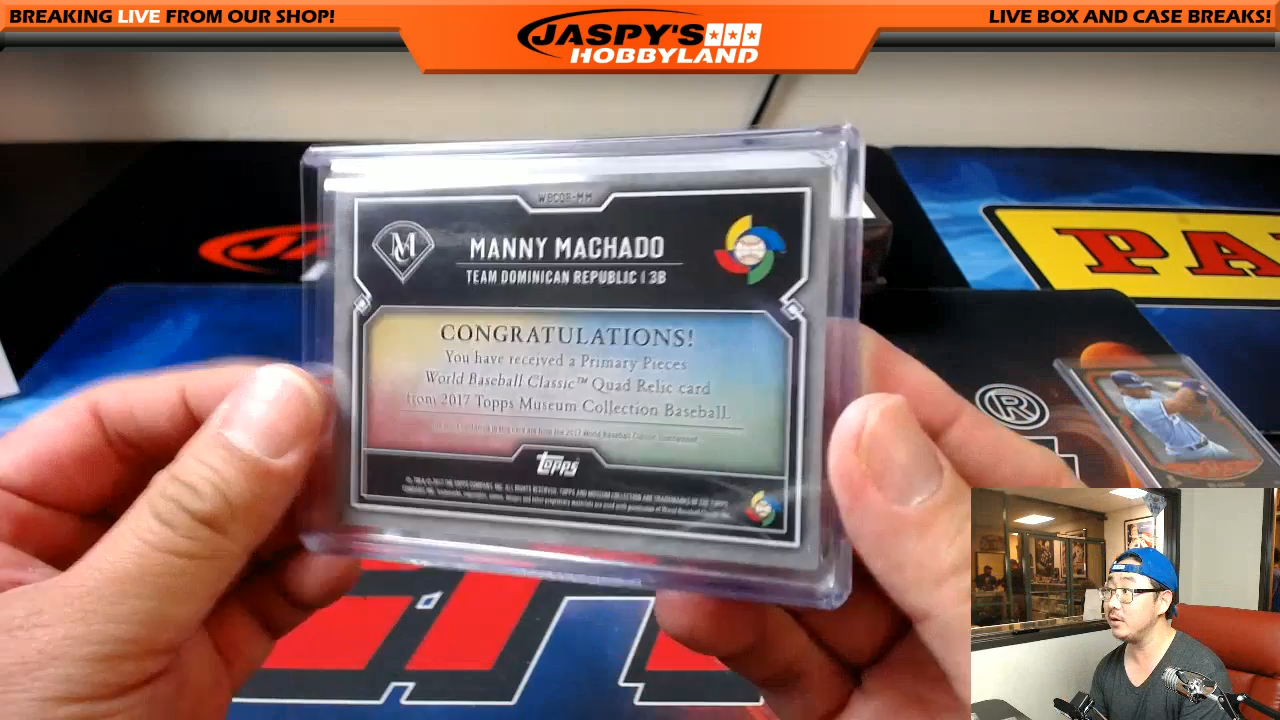 BREAKING LIVE FROM OUR SHOP!
JASPY'S
HOBBYLAND
LIVE BOX AND CASE BREAKS!
WBCQR-MM
MC
MANNY MACHADO
TEAM DOMINICAN REPUBLIC | 3B
CONGRATULATIONS!
You have received a Primary Pieces
World Baseball Classic™ Quad Relic card
from 2017 Topps Museum Collection Baseball.
Topps
PA
®